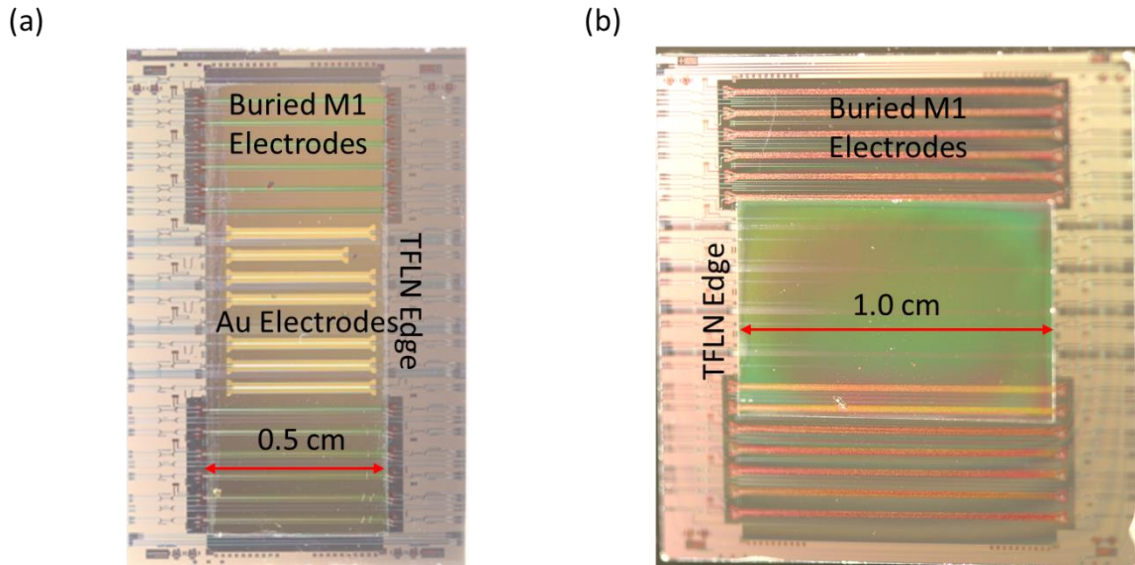 (a)
(b)
Buried M1
Electrodes
TFLN Edge
Au Electrodes
0.5 cm
Buried M1
Electrodes
TFLN Edge
1.0 cm